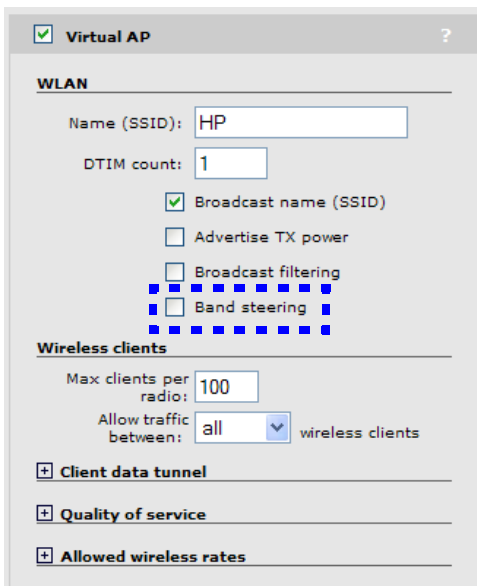 Virtual AP ?
WLAN
Name (SSID): HP
DTIM count: 1
Broadcast name (SSID)
Advertise TX power
Broadcast filtering
Band steering
Wireless clients
Max clients per
radio: 100
Allow traffic
between: all wireless clients
Client data tunnel
Quality of service
Allowed wireless rates